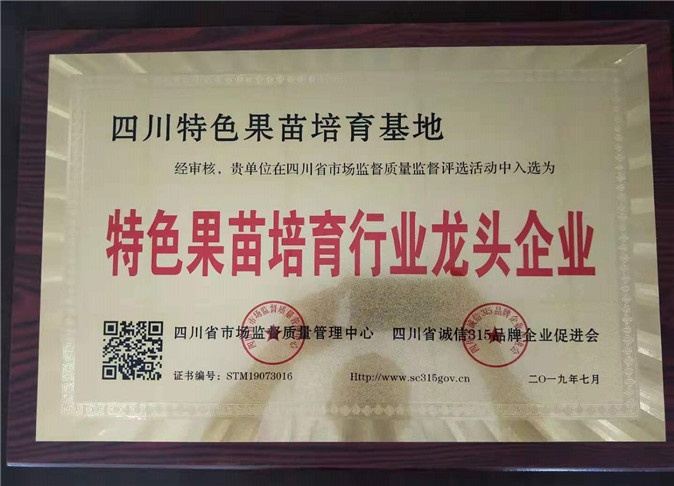 四川特色果苗培育基地
经审核，贵单位在四川省市场监督质量监督评选活动中入选为
特色果苗培育行业龙头企业
四川省市场监督质量管理中心 四川省诚信315品牌企业促进会
证书编号：STM19073016 Http://www.sc315gov.cn 二〇一九年七月